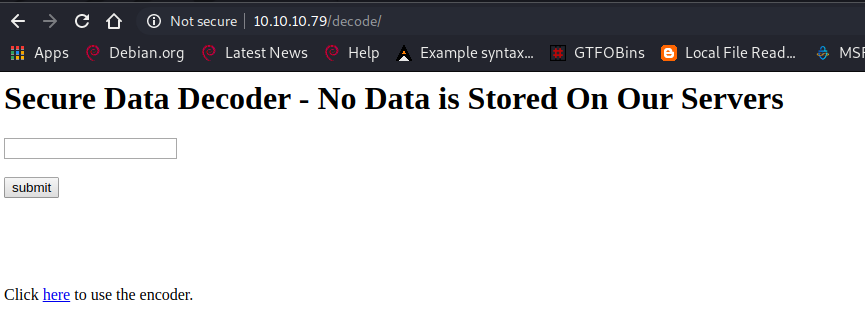 Not secure | 10.10.10.79/decode/
Apps Debian.org Latest News Help Example syntax... GTFOBins Local File Read... MSF
Secure Data Decoder - No Data is Stored On Our Servers
submit
Click here to use the encoder.